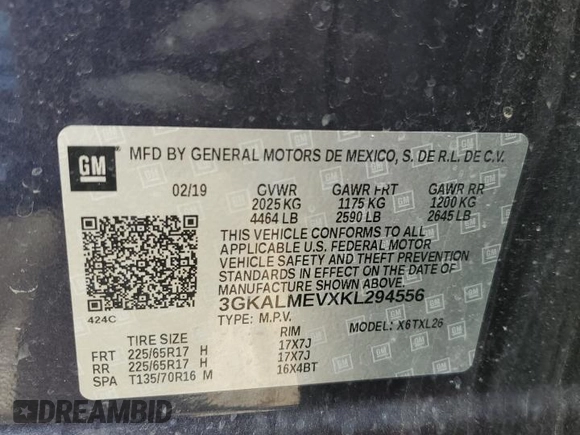 GM
MFD BY GENERAL MOTORS DE MEXICO, S. DE R.L. DE C.V.
02/19 GVWR GAWR FRT GAWR RR
2025 KG 1175 KG 1200 KG
4464 LB 2590 LB 2645 LB
THIS VEHICLE CONFORMS TO ALL
APPLICABLE U.S. FEDERAL MOTOR
VEHICLE SAFETY AND THEFT PREVENTION
STANDARDS IN EFFECT ON THE DATE OF
MANUFACTURE SHOWN ABOVE.
3GKALMEVXKL294556
424C TYPE: M.P.V. MODEL: X6TXL26
TIRE SIZE RIM
FRT 225/65R17 H 17X7J
RR 225/65R17 H 17X7J
SPA T135/70R16 M 16X4BT
DREAMBID